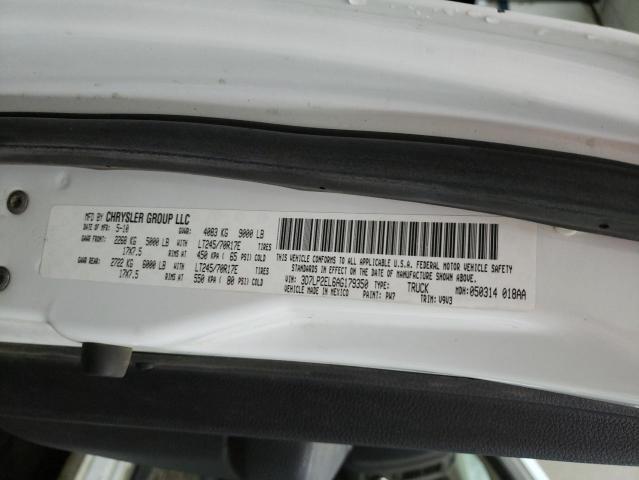 MFD BY CHRYSLER GROUP LLC
DATE OF MFR: 5-10 GVWR: 4083 KG 9000 LB
GAWR FRONT: 2268 KG 5000 LB WITH LT245/70R17E TIRES
17X7.5 RIMS AT 450 KPA ( 65 PSI) COLD
GAWR REAR: 2722 KG 6000 LB WITH LT245/70R17E TIRES
17X7.5 RIMS AT 550 KPA ( 80 PSI) COLD
THIS VEHICLE CONFORMS TO ALL APPLICABLE U.S.A. FEDERAL MOTOR VEHICLE SAFETY
STANDARDS IN EFFECT ON THE DATE OF MANUFACTURE SHOWN ABOVE.
VIN: 3D7LP2EL6AG179350 TYPE: TRUCK MDH: 050314 018AA
VEHICLE MADE IN MEXICO PAINT: PW7 TRIM: V9V3